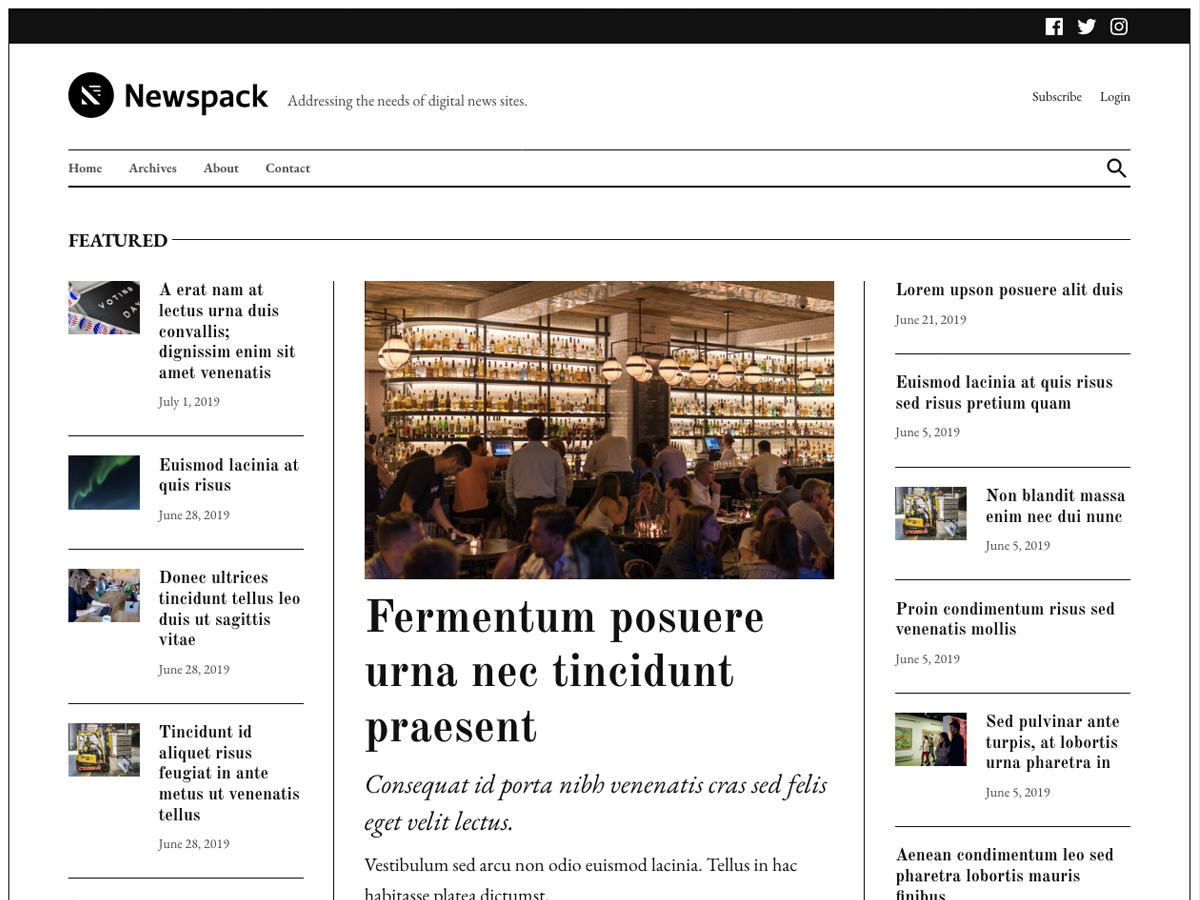 Newspack
Addressing the needs of digital news sites.
Subscribe Login
Home Archives About Contact
FEATURED
VOTING
DAY
A erat nam at
lectus urna duis
convallis;
dignissim enim sit
amet venenatis
July 1, 2019
Euismod lacinia at
quis risus
June 28, 2019
Donec ultrices
tincidunt tellus leo
duis ut sagittis
vitae
June 28, 2019
Tincidunt id
aliquet risus
feugiat in ante
metus ut venenatis
tellus
June 28, 2019
Fermentum posuere
urna nec tincidunt
praesent
Consequat id porta nibh venenatis cras sed felis
eget velit lectus.
Vestibulum sed arcu non odio euismod lacinia. Tellus in hac
habitasse platea dictumst.
Lorem upson posuere alit duis
June 21, 2019
Euismod lacinia at quis risus
sed risus pretium quam
June 5, 2019
Non blandit massa
enim nec dui nunc
June 5, 2019
Proin condimentum risus sed
venenatis mollis
June 5, 2019
Sed pulvinar ante
turpis, at lobortis
urna pharetra in
June 5, 2019
Aenean condimentum leo sed
pharetra lobortis mauris
finibus